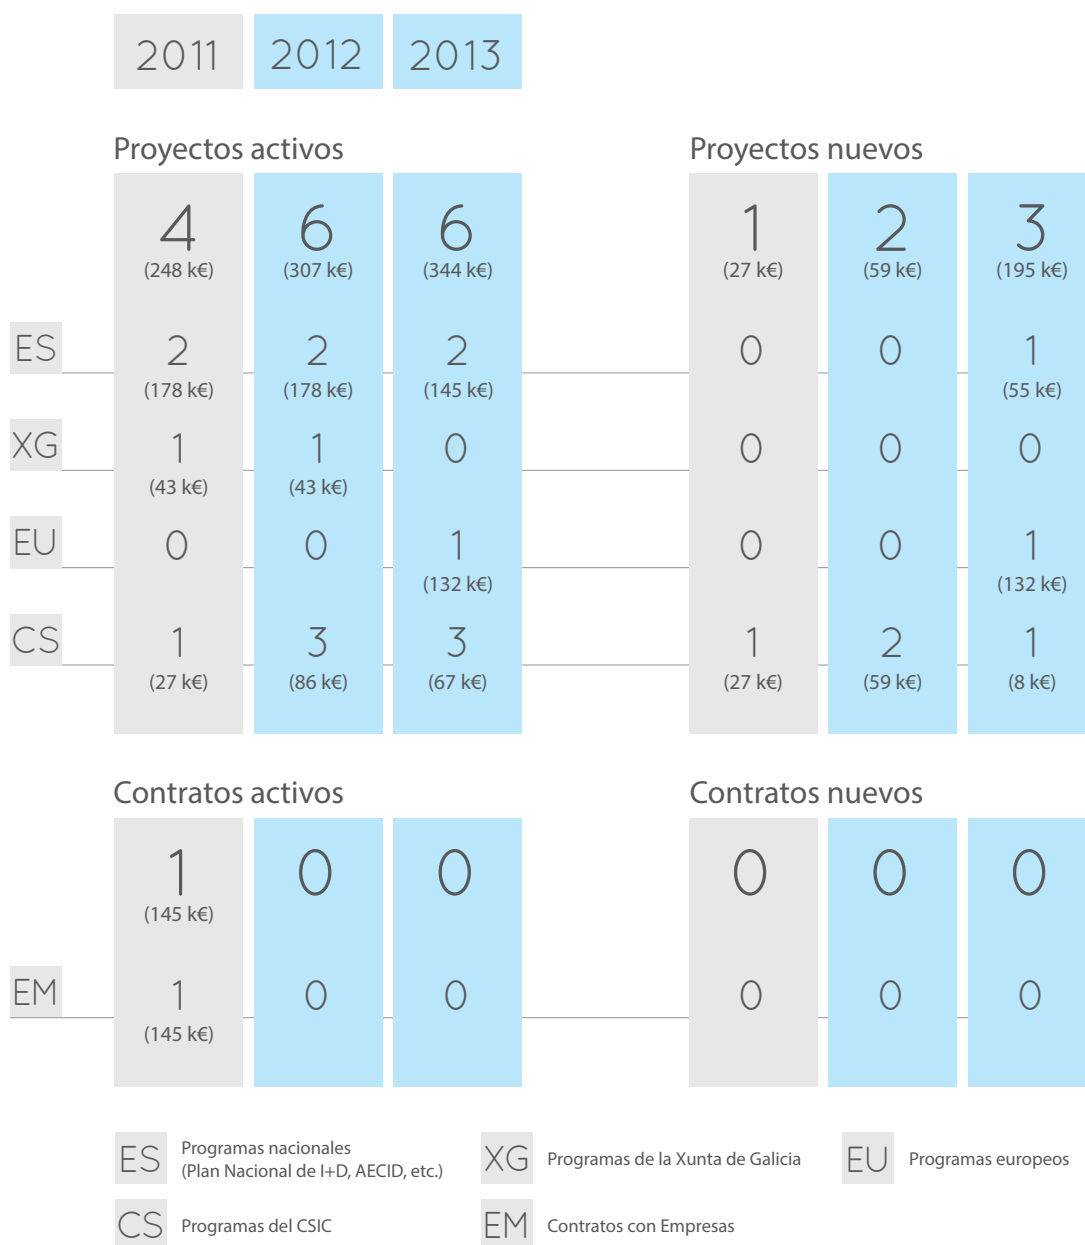 2011 2012 2013
Proyectos activos Proyectos nuevos
4 6 6 1 2 3
(248 k€) (307 k€) (344 k€) (27 k€) (59 k€) (195 k€)
ES 2 2 2 0 0 1
(178 k€) (178 k€) (145 k€) (55 k€)
XG 1 1 0 0 0 0
(43 k€) (43 k€)
EU 0 0 1 0 0 1
(132 k€) (132 k€)
CS 1 3 3 1 2 1
(27 k€) (86 k€) (67 k€) (27 k€) (59 k€) (8 k€)
Contratos activos Contratos nuevos
1 0 0 0 0 0
(145 k€)
EM 1 0 0 0 0 0
(145 k€)
ES Programas nacionales
(Plan Nacional de I+D, AECID, etc.)
XG Programas de la Xunta de Galicia
EU Programas europeos
CS Programas del CSIC
EM Contratos con Empresas